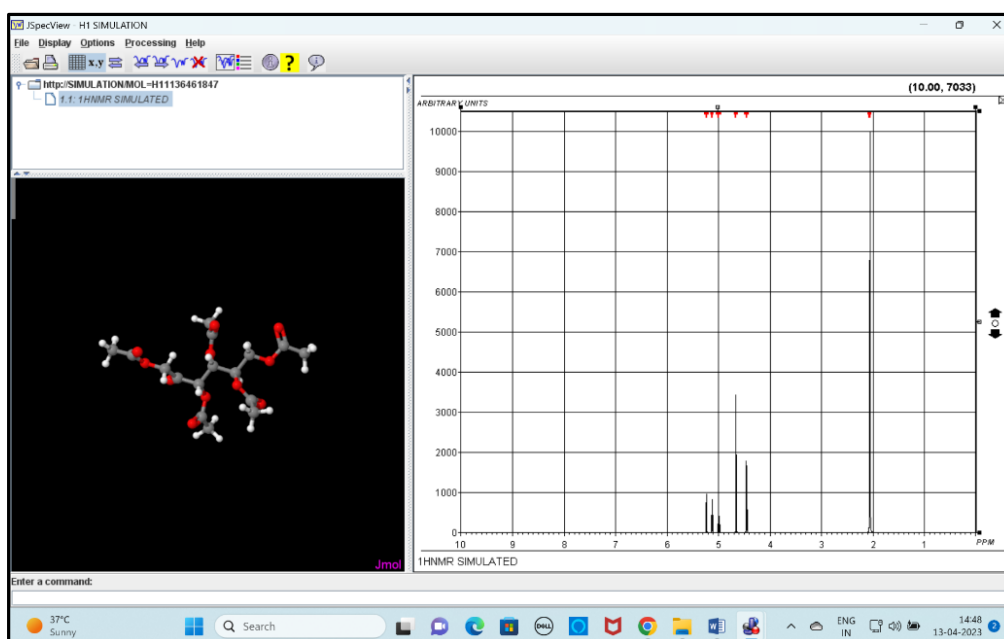 JSpecView - H1 SIMULATION
File Display Options Processing Help
x.y
?
http://SIMULATION/MOL=H11136461847
1.1: 1HNMR SIMULATED
(10.00, 7033)
ARBITRARY UNITS
10000
9000
8000
7000
6000
5000
4000
3000
2000
1000
0
10 9 8 7 6 5 4 3 2 1 PPM
1HNMR SIMULATED
Jmol
Enter a command:
37°C
Sunny
Search
DELL
ENG
IN
14:48
13-04-2023
2